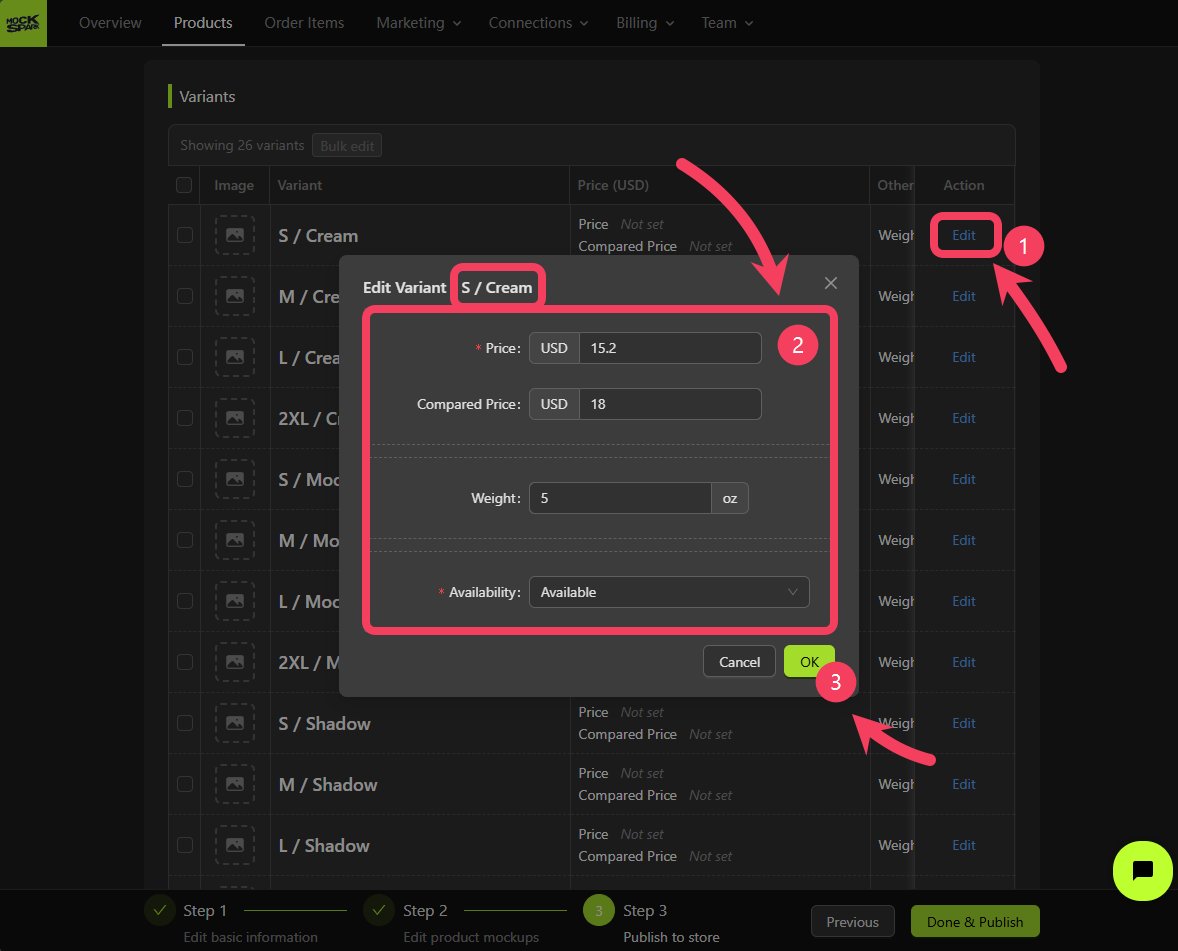 MOCK SPARK
Overview Products Order Items Marketing Connections Billing Team
Variants
Showing 26 variants Bulk edit
Image Variant Price (USD) Other Action
S / Cream Price Not set Weigh Edit
Compared Price Not set
1
Edit Variant S / Cream
M / Cre Weigh Edit
* Price: USD 15.2
2
L / Crea Weigh Edit
Compared Price: USD 18
2XL / C Weigh Edit
S / Moc Weigh Edit
Weight: 5 oz
M / Mo Weigh Edit
* Availability: Available
L / Moc Weigh Edit
2XL / M Weigh Edit
Cancel OK
3
S / Shadow Price Not set Weigh Edit
Compared Price Not set
M / Shadow Price Not set Weigh Edit
Compared Price Not set
L / Shadow Price Not set Weigh Edit
Compared Price Not set
Step 1 Step 2 3 Step 3 Previous Done & Publish
Edit basic information Edit product mockups Publish to store